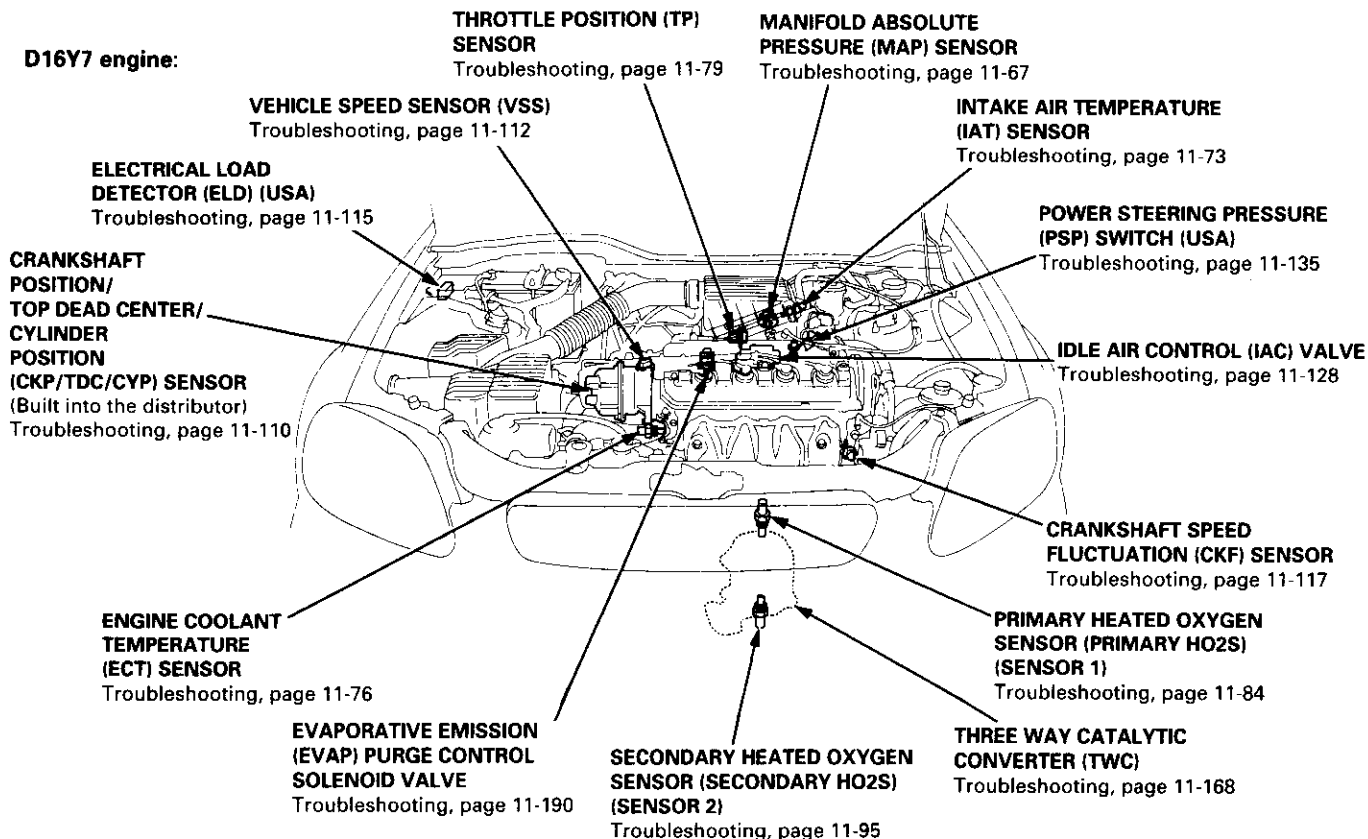 D16Y7 engine:
THROTTLE POSITION (TP)
SENSOR
Troubleshooting, page 11-79
MANIFOLD ABSOLUTE
PRESSURE (MAP) SENSOR
Troubleshooting, page 11-67
VEHICLE SPEED SENSOR (VSS)
Troubleshooting, page 11-112
INTAKE AIR TEMPERATURE
(IAT) SENSOR
Troubleshooting, page 11-73
ELECTRICAL LOAD
DETECTOR (ELD) (USA)
Troubleshooting, page 11-115
POWER STEERING PRESSURE
(PSP) SWITCH (USA)
Troubleshooting, page 11-135
CRANKSHAFT
POSITION/
TOP DEAD CENTER/
CYLINDER
POSITION
(CKP/TDC/CYP) SENSOR
(Built into the distributor)
Troubleshooting, page 11-110
IDLE AIR CONTROL (IAC) VALVE
Troubleshooting, page 11-128
CRANKSHAFT SPEED
FLUCTUATION (CKF) SENSOR
Troubleshooting, page 11-117
ENGINE COOLANT
TEMPERATURE
(ECT) SENSOR
Troubleshooting, page 11-76
PRIMARY HEATED OXYGEN
SENSOR (PRIMARY HO2S)
(SENSOR 1)
Troubleshooting, page 11-84
EVAPORATIVE EMISSION
(EVAP) PURGE CONTROL
SOLENOID VALVE
Troubleshooting, page 11-190
SECONDARY HEATED OXYGEN
SENSOR (SECONDARY HO2S)
(SENSOR 2)
Troubleshooting, page 11-95
THREE WAY CATALYTIC
CONVERTER (TWC)
Troubleshooting, page 11-168